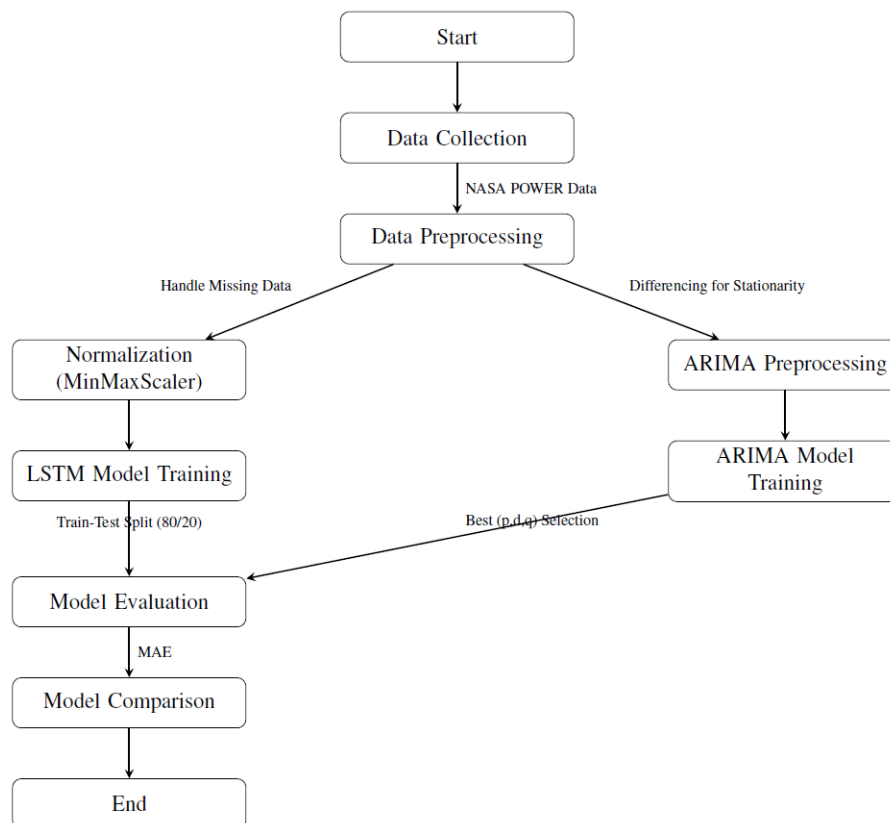 Start
Data Collection
NASA POWER Data
Data Preprocessing
Handle Missing Data
Differencing for Stationarity
Normalization
(MinMaxScaler)
ARIMA Preprocessing
LSTM Model Training
ARIMA Model
Training
Train-Test Split (80/20)
Best (p,d,q) Selection
Model Evaluation
MAE
Model Comparison
End